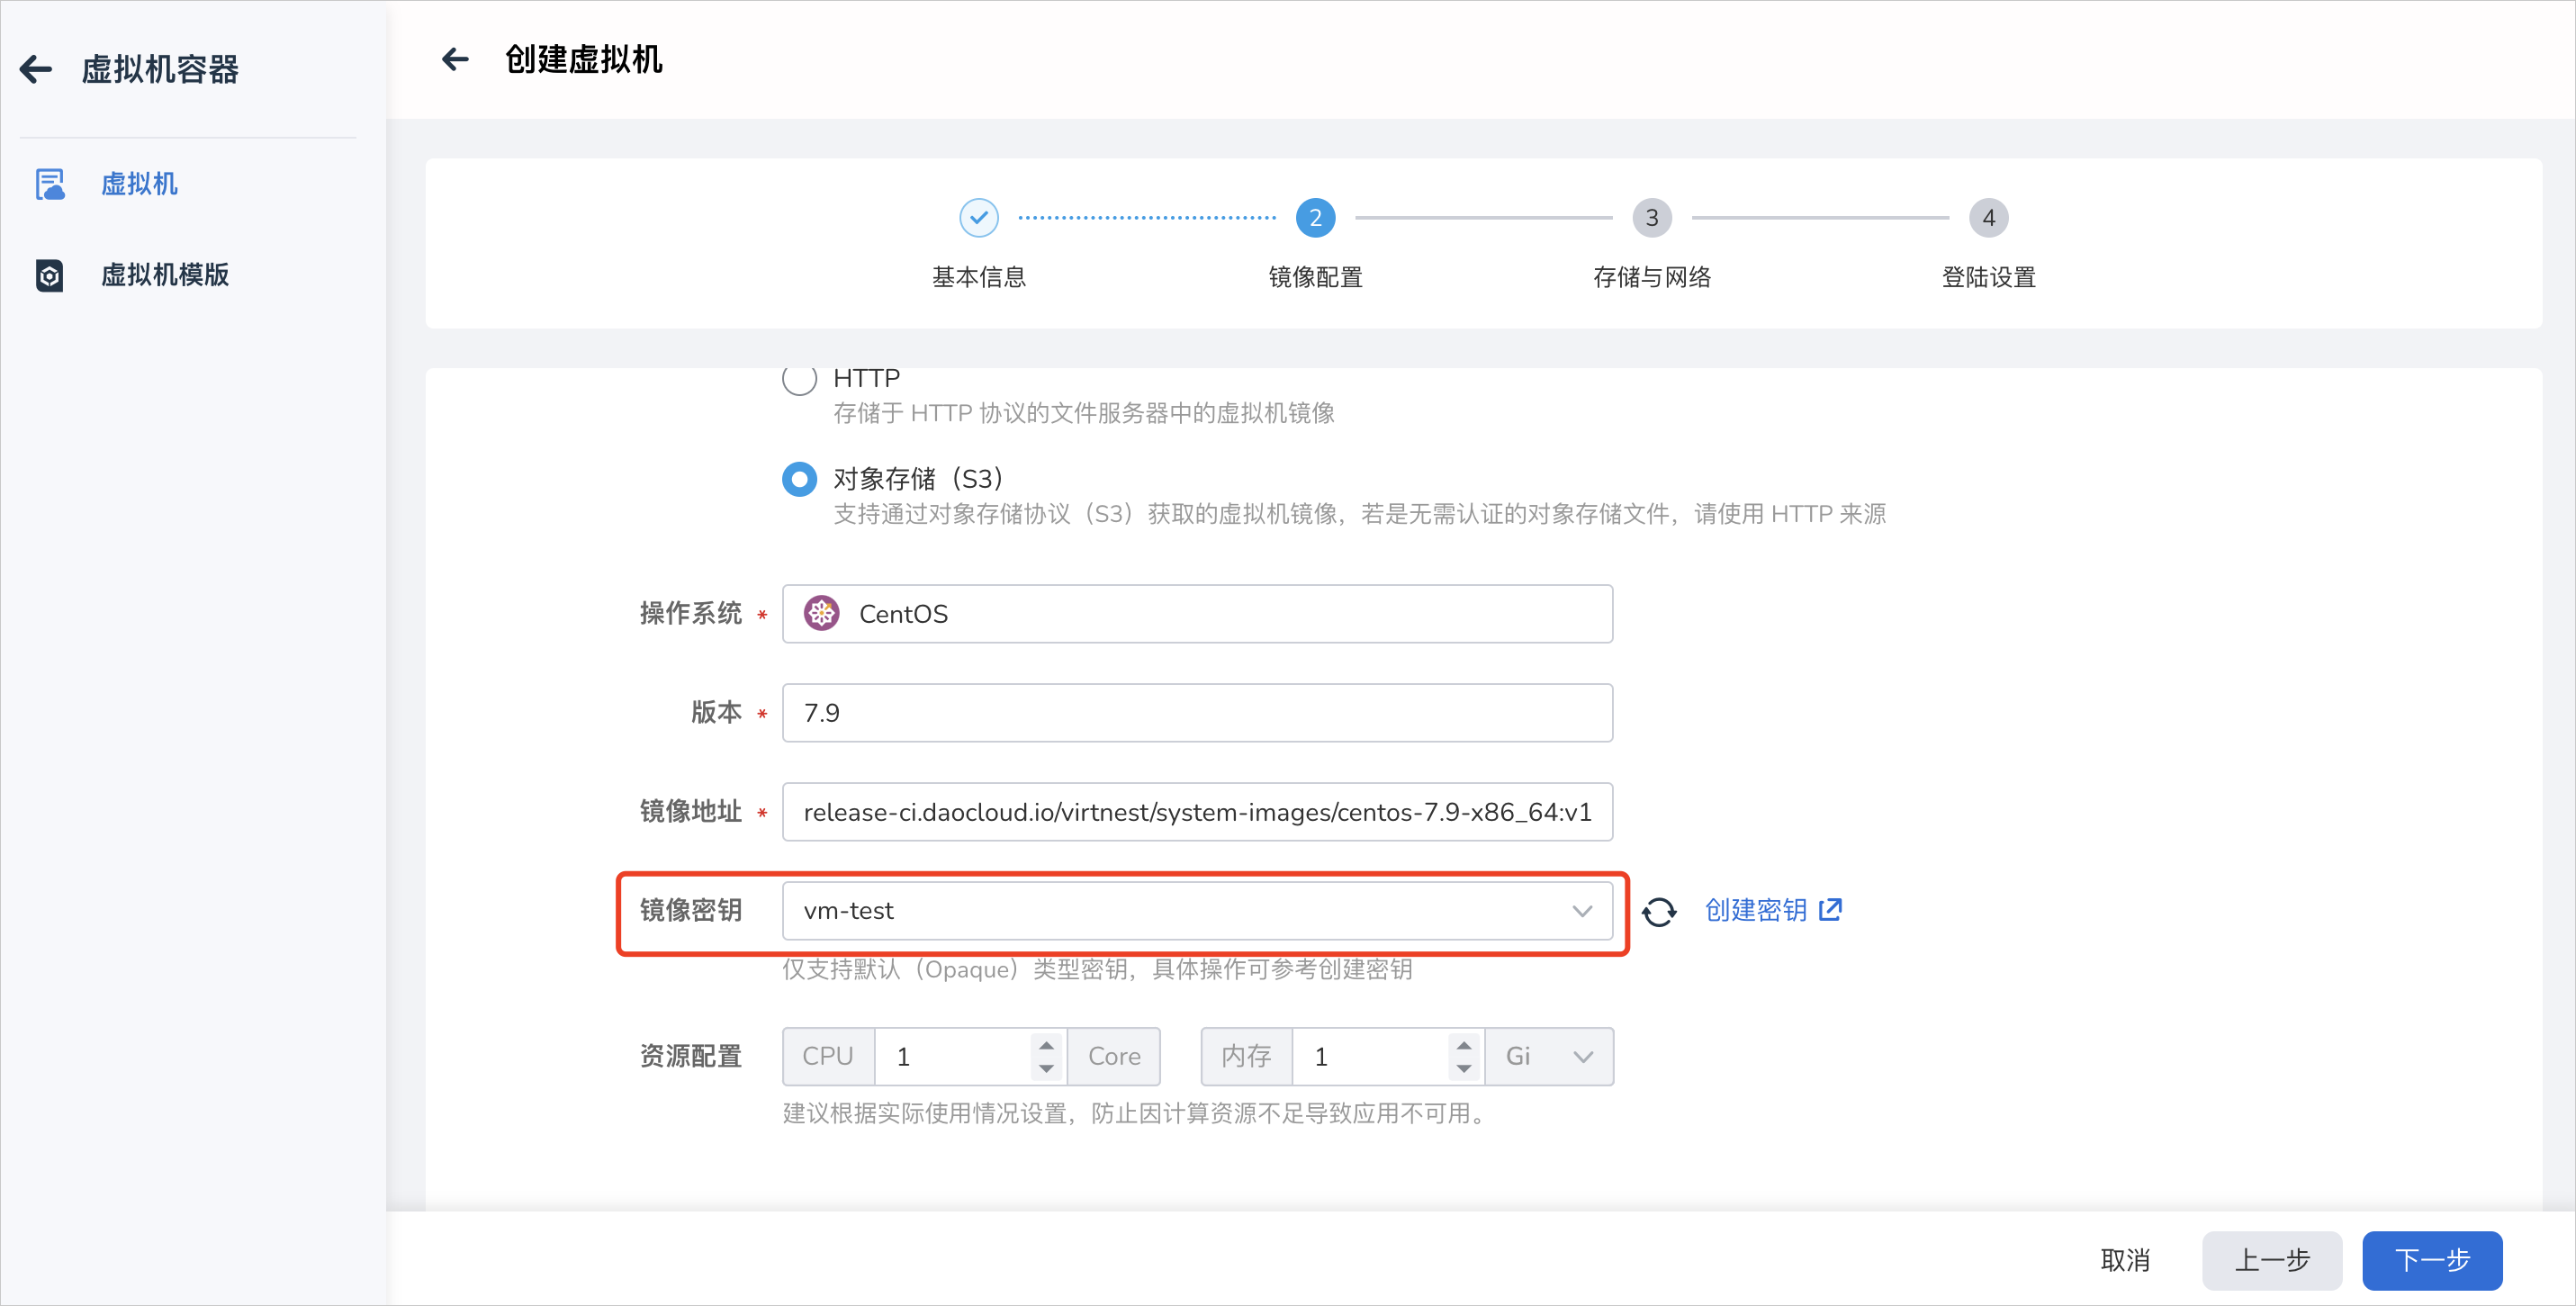 虚拟机容器
虚拟机
虚拟机模版
创建虚拟机
2
3
4
基本信息
镜像配置
存储与网络
登陆设置
HTTP
存储于 HTTP 协议的文件服务器中的虚拟机镜像
对象存储（S3）
支持通过对象存储协议（S3）获取的虚拟机镜像，若是无需认证的对象存储文件，请使用 HTTP 来源
操作系统 * CentOS
版本 * 7.9
镜像地址 * release-ci.daocloud.io/virtnest/system-images/centos-7.9-x86_64:v1
镜像密钥 vm-test 创建密钥
仅支持默认（Opaque）类型密钥，具体操作可参考创建密钥
资源配置 CPU 1 Core 内存 1 Gi
建议根据实际使用情况设置，防止因计算资源不足导致应用不可用。
取消 上一步 下一步